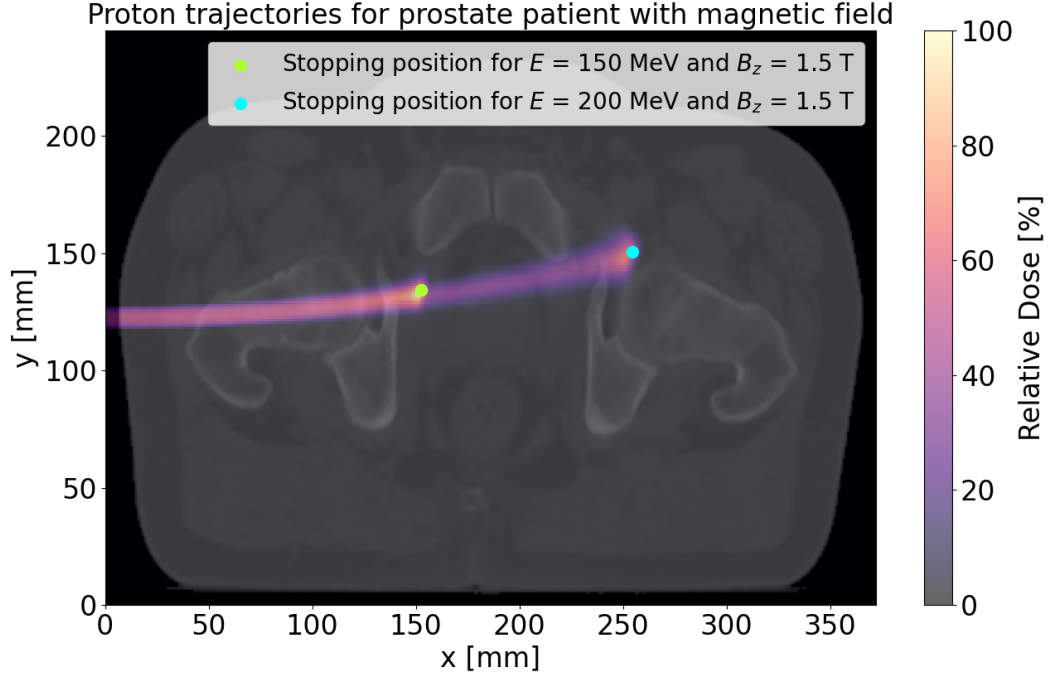 Proton trajectories for prostate patient with magnetic field
Stopping position for E = 150 MeV and B_z = 1.5 T
Stopping position for E = 200 MeV and B_z = 1.5 T
200
150
100
50
0
y [mm]
0 50 100 150 200 250 300 350
x [mm]
100
80
60
40
20
0
Relative Dose [%]